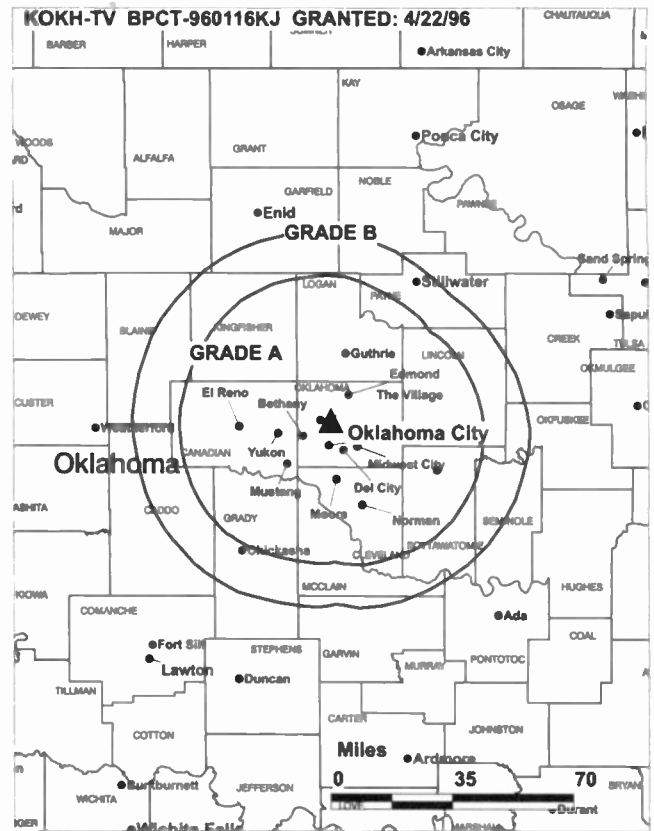 KOKH-TV BPCT-960116KJ GRANTED: 4/22/96
CHAUTAUQUA
BARBER
HARPER
Arkansas City
KAY
OSAGE
WOODS
Ponca City
ALFALFA
GRANT
NOBLE
GARFIELD
PAWNEE
Enid
MAJOR
GRADE B
Sand Spring
LOGAN
Stillwater
PAYNE
DEWEY
BLAINE
KINGFISHER
CREEK
TULSA
GRADE A
Guthrie
LINCOLN
OKMULGEE
Edmond
El Reno
OKLAHOMA
The Village
CUSTER
Bethany
OKFUSKEE
Weatherford
Oklahoma City
CANADIAN
Yukon
Oklahoma
Midwest City
Mustang
Del City
ASHITA
CADDO
GRADY
Moore
Norman
SEMINOLE
Chickasha
CLEVELAND
POTTAWATOMIE
MCCLAIN
HUGHES
KIOWA
COMANCHE
Ada
COAL
Fort Sill
STEPHENS
GARVIN
Lawton
MURRAY
PONTOTOC
Duncan
TILLMAN
CARTER
COTTON
JOHNSTON
Miles
Ardmore
0 35 70
Burkburnett
WICHITA
JEFFERSON
BRYAN
LOVE
Durant
Wichita Falls
MARSHAL